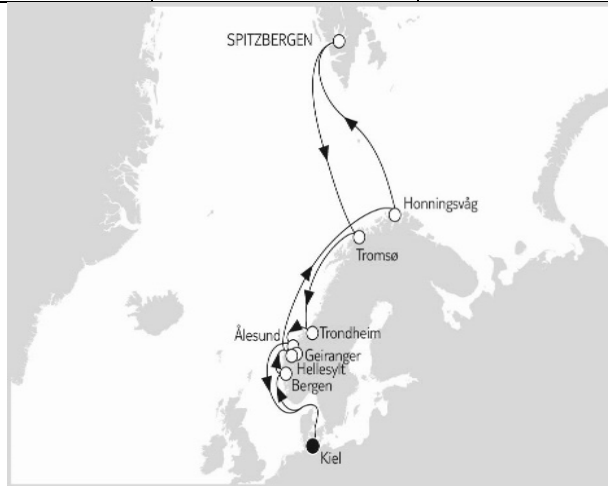 SPITZBERGEN
Honningsvåg
Tromsø
Trondheim
Ålesund
Geiranger
Hellesylt
Bergen
Kiel